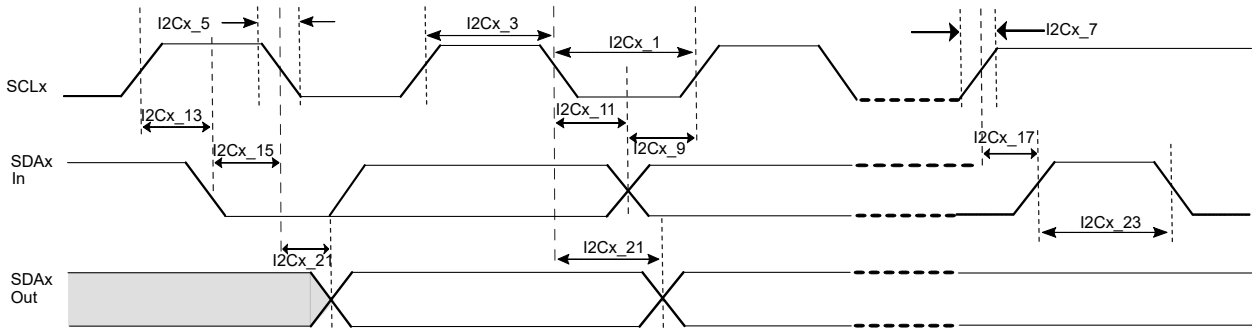 I2Cx_5
I2Cx_3
I2Cx_1
I2Cx_7
SCLx
I2Cx_13
I2Cx_11
I2Cx_9
I2Cx_17
I2Cx_15
SDAx
In
I2Cx_23
I2Cx_21
I2Cx_21
SDAx
Out